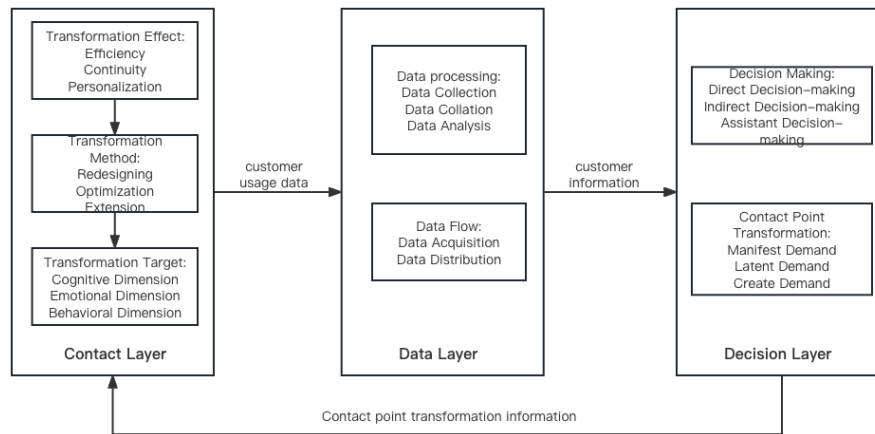 Transformation Effect:
Efficiency
Continuity
Personalization
Transformation
Method:
Redesigning
Optimization
Extension
Transformation Target:
Cognitive Dimension
Emotional Dimension
Behavioral Dimension
Contact Layer
customer
usage data
Data processing:
Data Collection
Data Collation
Data Analysis
Data Flow:
Data Acquisition
Data Distribution
Data Layer
customer
information
Decision Making:
Direct Decision-making
Indirect Decision-making
Assistant Decision-
making
Contact Point
Transformation:
Manifest Demand
Latent Demand
Create Demand
Decision Layer
Contact point transformation information